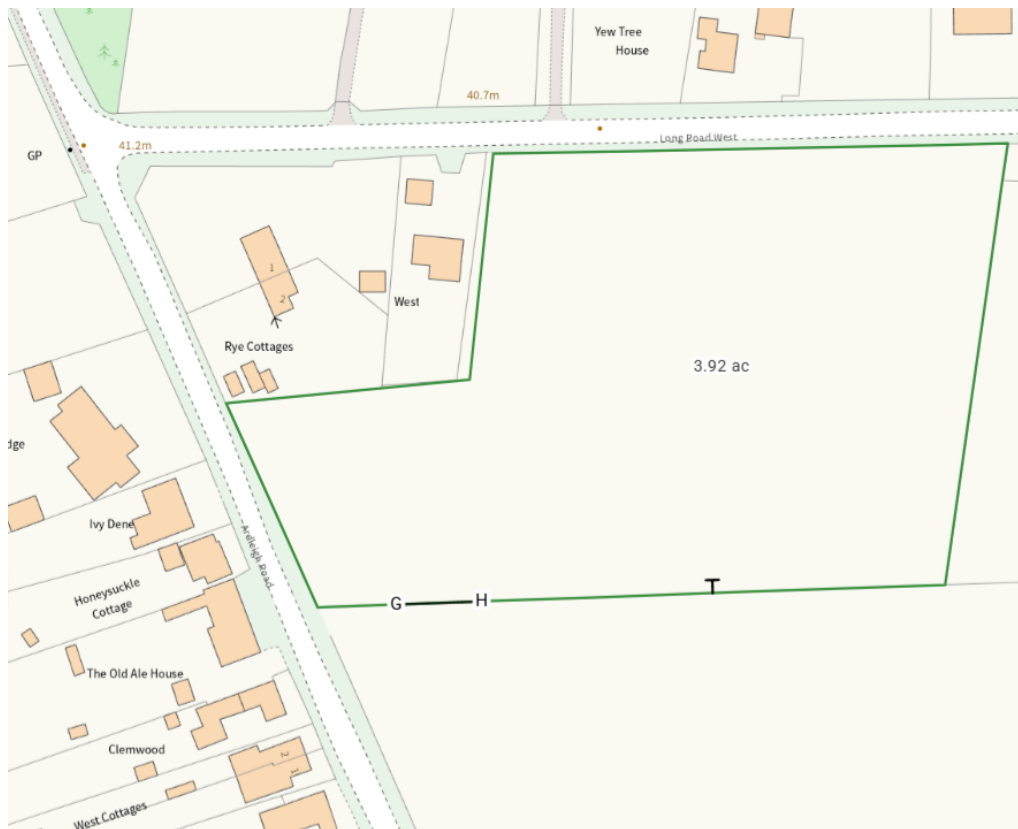 Yew Tree
House
40.7m
Long Road West
41.2m
GP
1
2
West
Rye Cottages
3.92 ac
dge
Ivy Dene
Ardleigh Road
Honeysuckle
Cottage
G
H
T
The Old Ale House
Clemwood
2
1
West Cottages